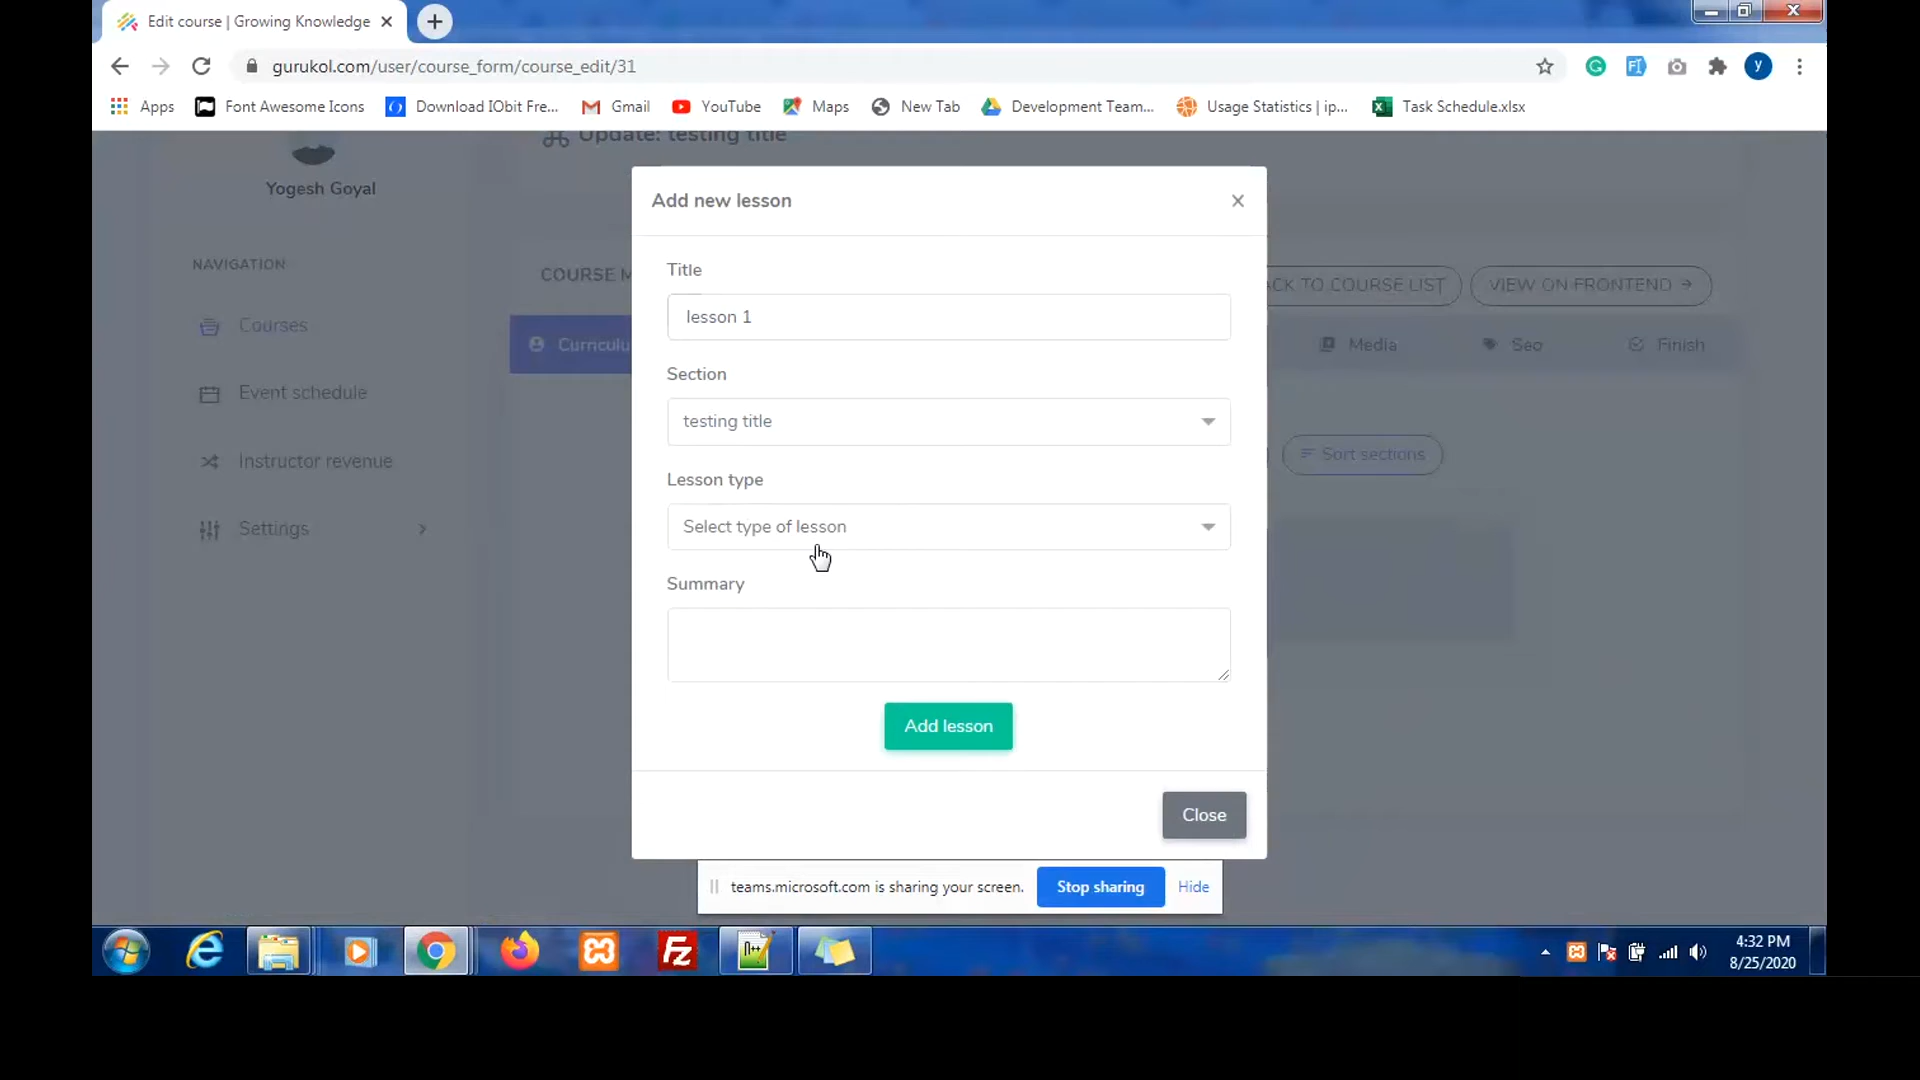 Edit course | Growing Knowledge
gurukol.com/user/course_form/course_edit/31
Apps Font Awesome Icons Download IObit Fre... Gmail YouTube Maps New Tab Development Team... Usage Statistics | ip... Task Schedule.xlsx
Update: testing title
Yogesh Goyal
NAVIGATION
Courses
Event schedule
Instructor revenue
Settings
COURSE M
ACK TO COURSE LIST
VIEW ON FRONTEND
Curriculu
Media
Seo
Finish
Sort sections
Add new lesson
Title
lesson 1
Section
testing title
Lesson type
Select type of lesson
Summary
Add lesson
Close
teams.microsoft.com is sharing your screen. Stop sharing Hide
4:32 PM
8/25/2020